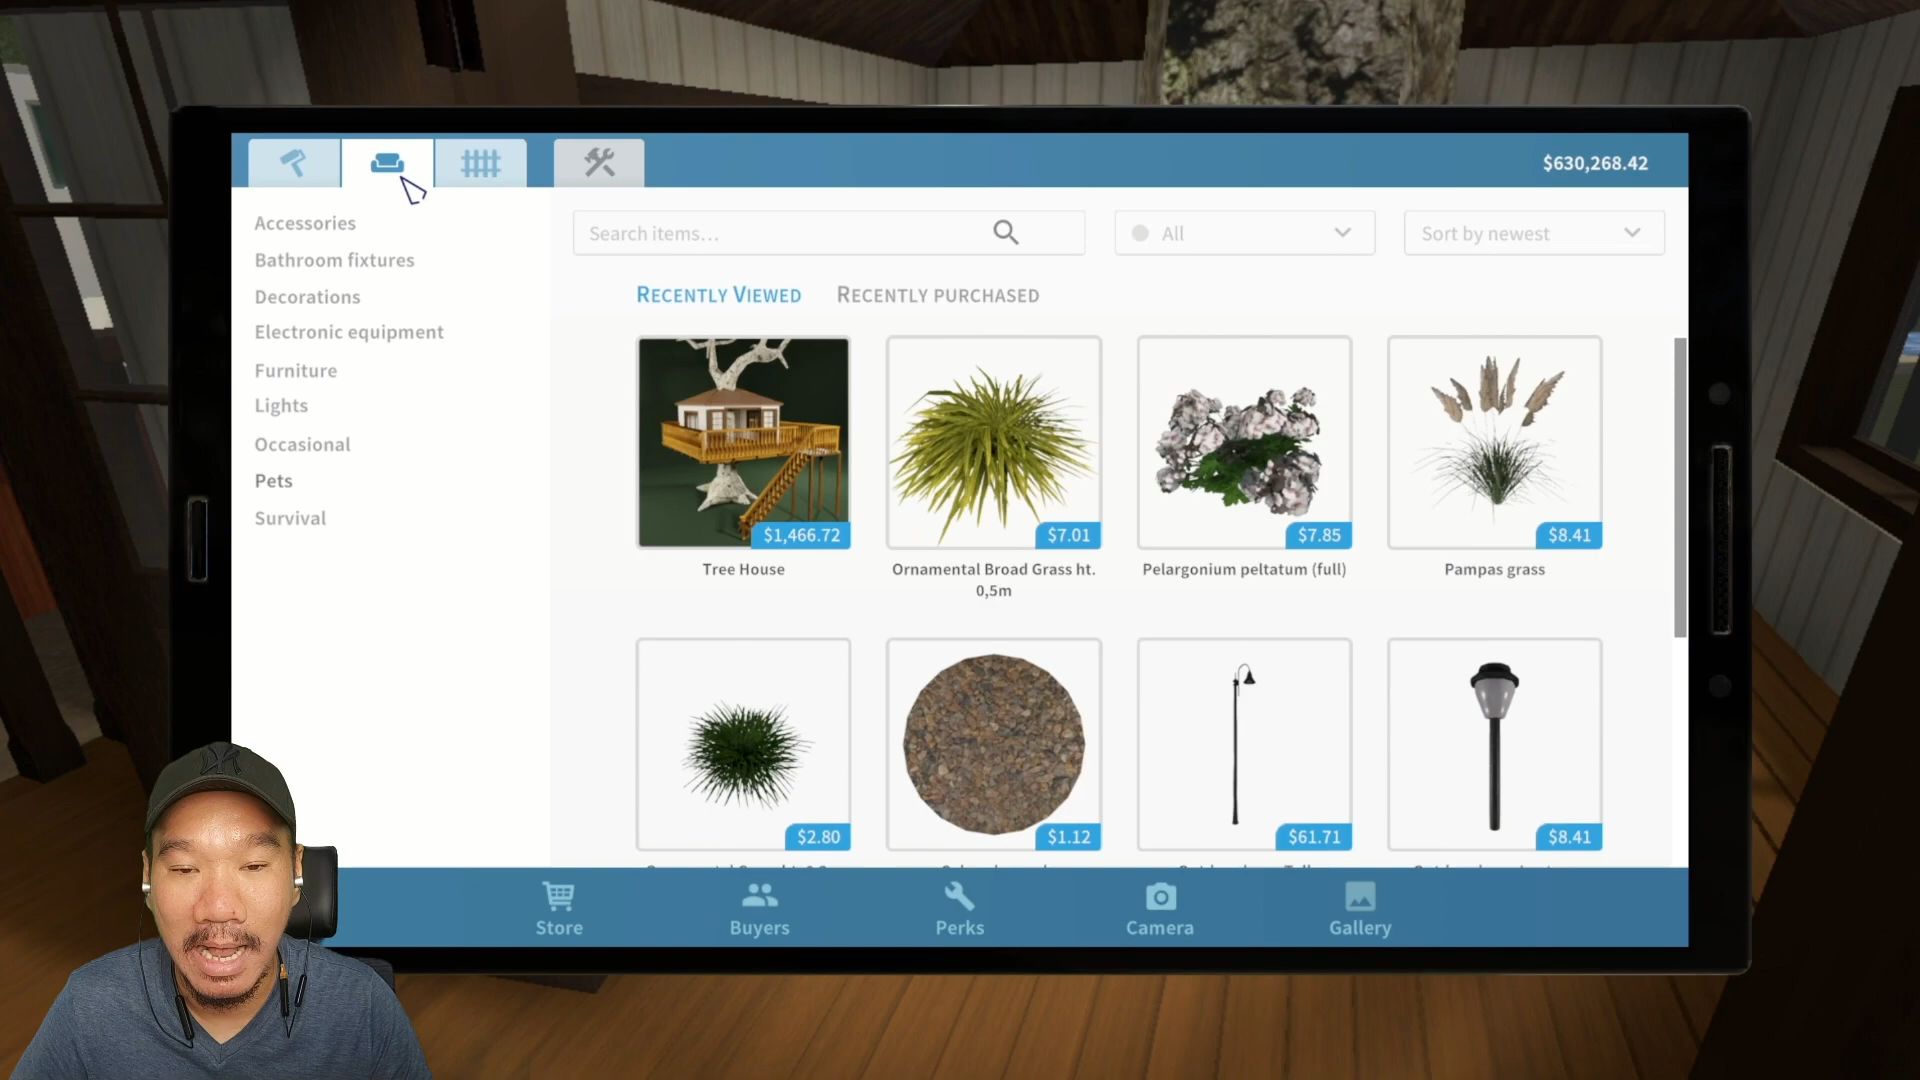 $630,268.42
Accessories
Bathroom fixtures
Decorations
Electronic equipment
Furniture
Lights
Occasional
Pets
Survival
Search items...
All
Sort by newest
RECENTLY VIEWED
RECENTLY PURCHASED
$1,466.72
Tree House
$7.01
Ornamental Broad Grass ht.
0,5m
$7.85
Pelargonium peltatum (full)
$8.41
Pampas grass
$2.80
$1.12
$61.71
$8.41
Store
Buyers
Perks
Camera
Gallery